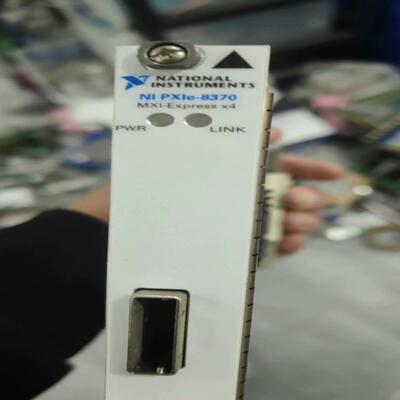 NATIONAL
INSTRUMENTS
NI PXIe-8370
MXI-Express x4
PWR LINK